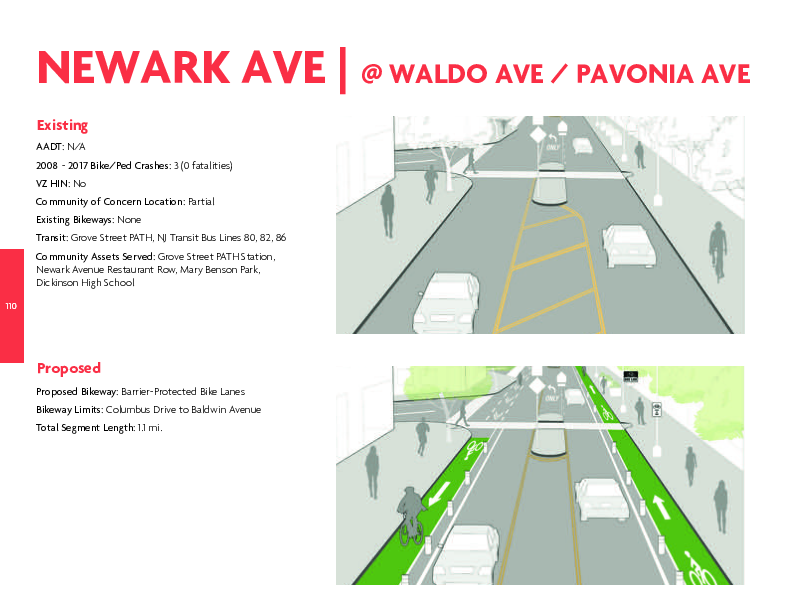 NEWARK AVE | @ WALDO AVE / PAVONIA AVE
Existing
AADT: N/A
2008 - 2017 Bike/Ped Crashes: 3 (0 fatalities)
VZ HIN: No
Community of Concern Location: Partial
Existing Bikeways: None
Transit: Grove Street PATH, NJ Transit Bus Lines 80, 82, 86
Community Assets Served: Grove Street PATH Station,
Newark Avenue Restaurant Row, Mary Benson Park,
Dickinson High School
ONLY
110
Proposed
Proposed Bikeway: Barrier-Protected Bike Lanes
Bikeway Limits: Columbus Drive to Baldwin Avenue
Total Segment Length: 1.1 mi.
ONLY